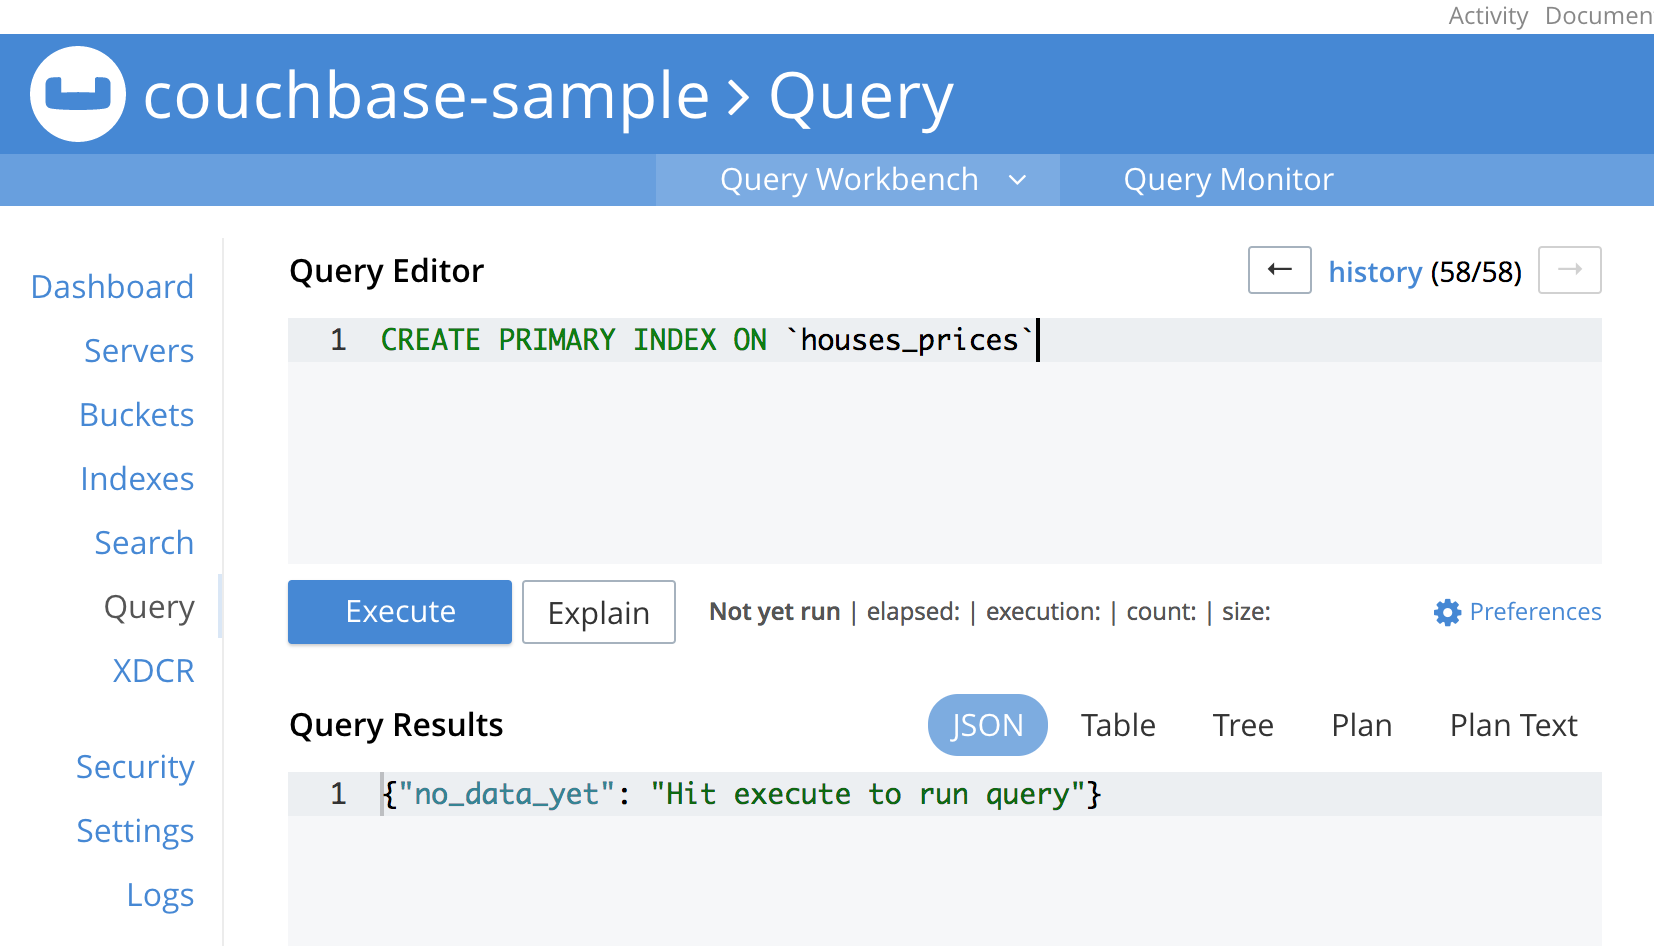 Activity Documen
couchbase-sample > Query
Query Workbench Query Monitor
Dashboard
Servers
Buckets
Indexes
Search
Query
XDCR
Security
Settings
Logs
Query Editor
← history (58/58) →
1 CREATE PRIMARY INDEX ON `houses_prices`
Execute Explain Not yet run | elapsed: | execution: | count: | size: Preferences
Query Results
JSON Table Tree Plan Plan Text
1 {"no_data_yet": "Hit execute to run query"}